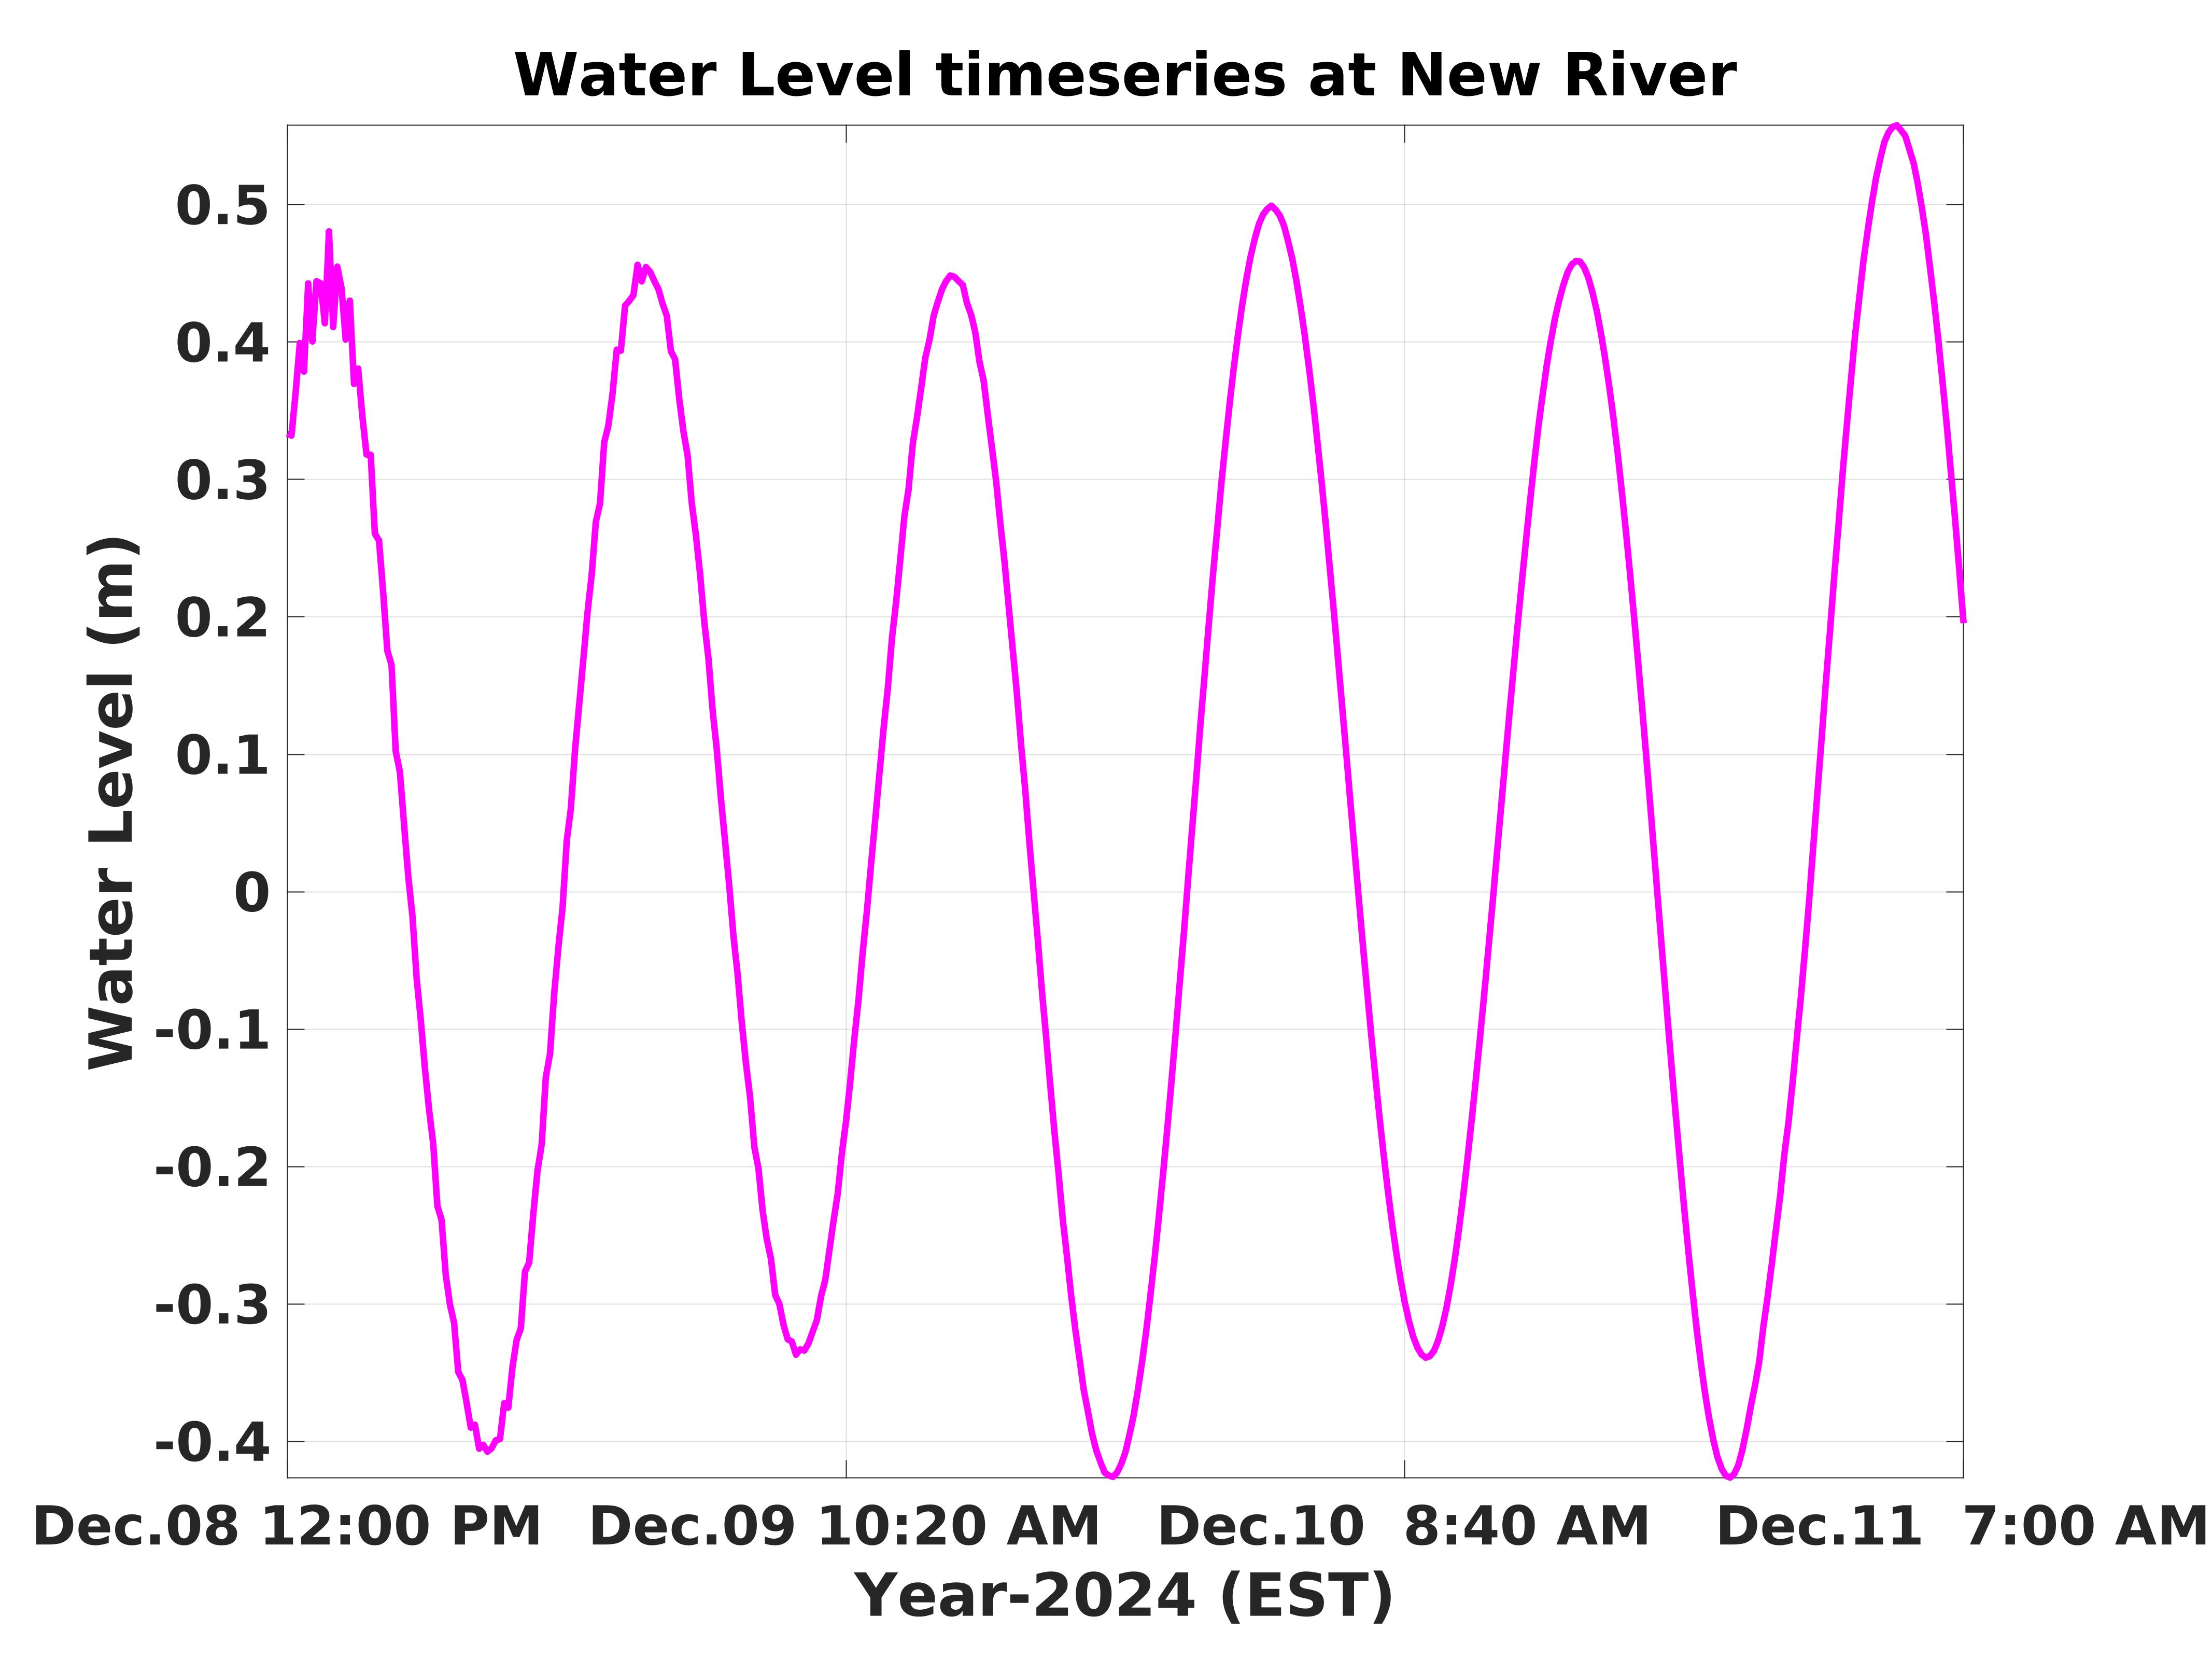 Water Level timeseries at New River
Water Level (m)
0.5
0.4
0.3
0.2
0.1
0
-0.1
-0.2
-0.3
-0.4
Dec.08 12:00 PM Dec.09 10:20 AM Dec.10 8:40 AM Dec.11 7:00 AM
Year-2024 (EST)